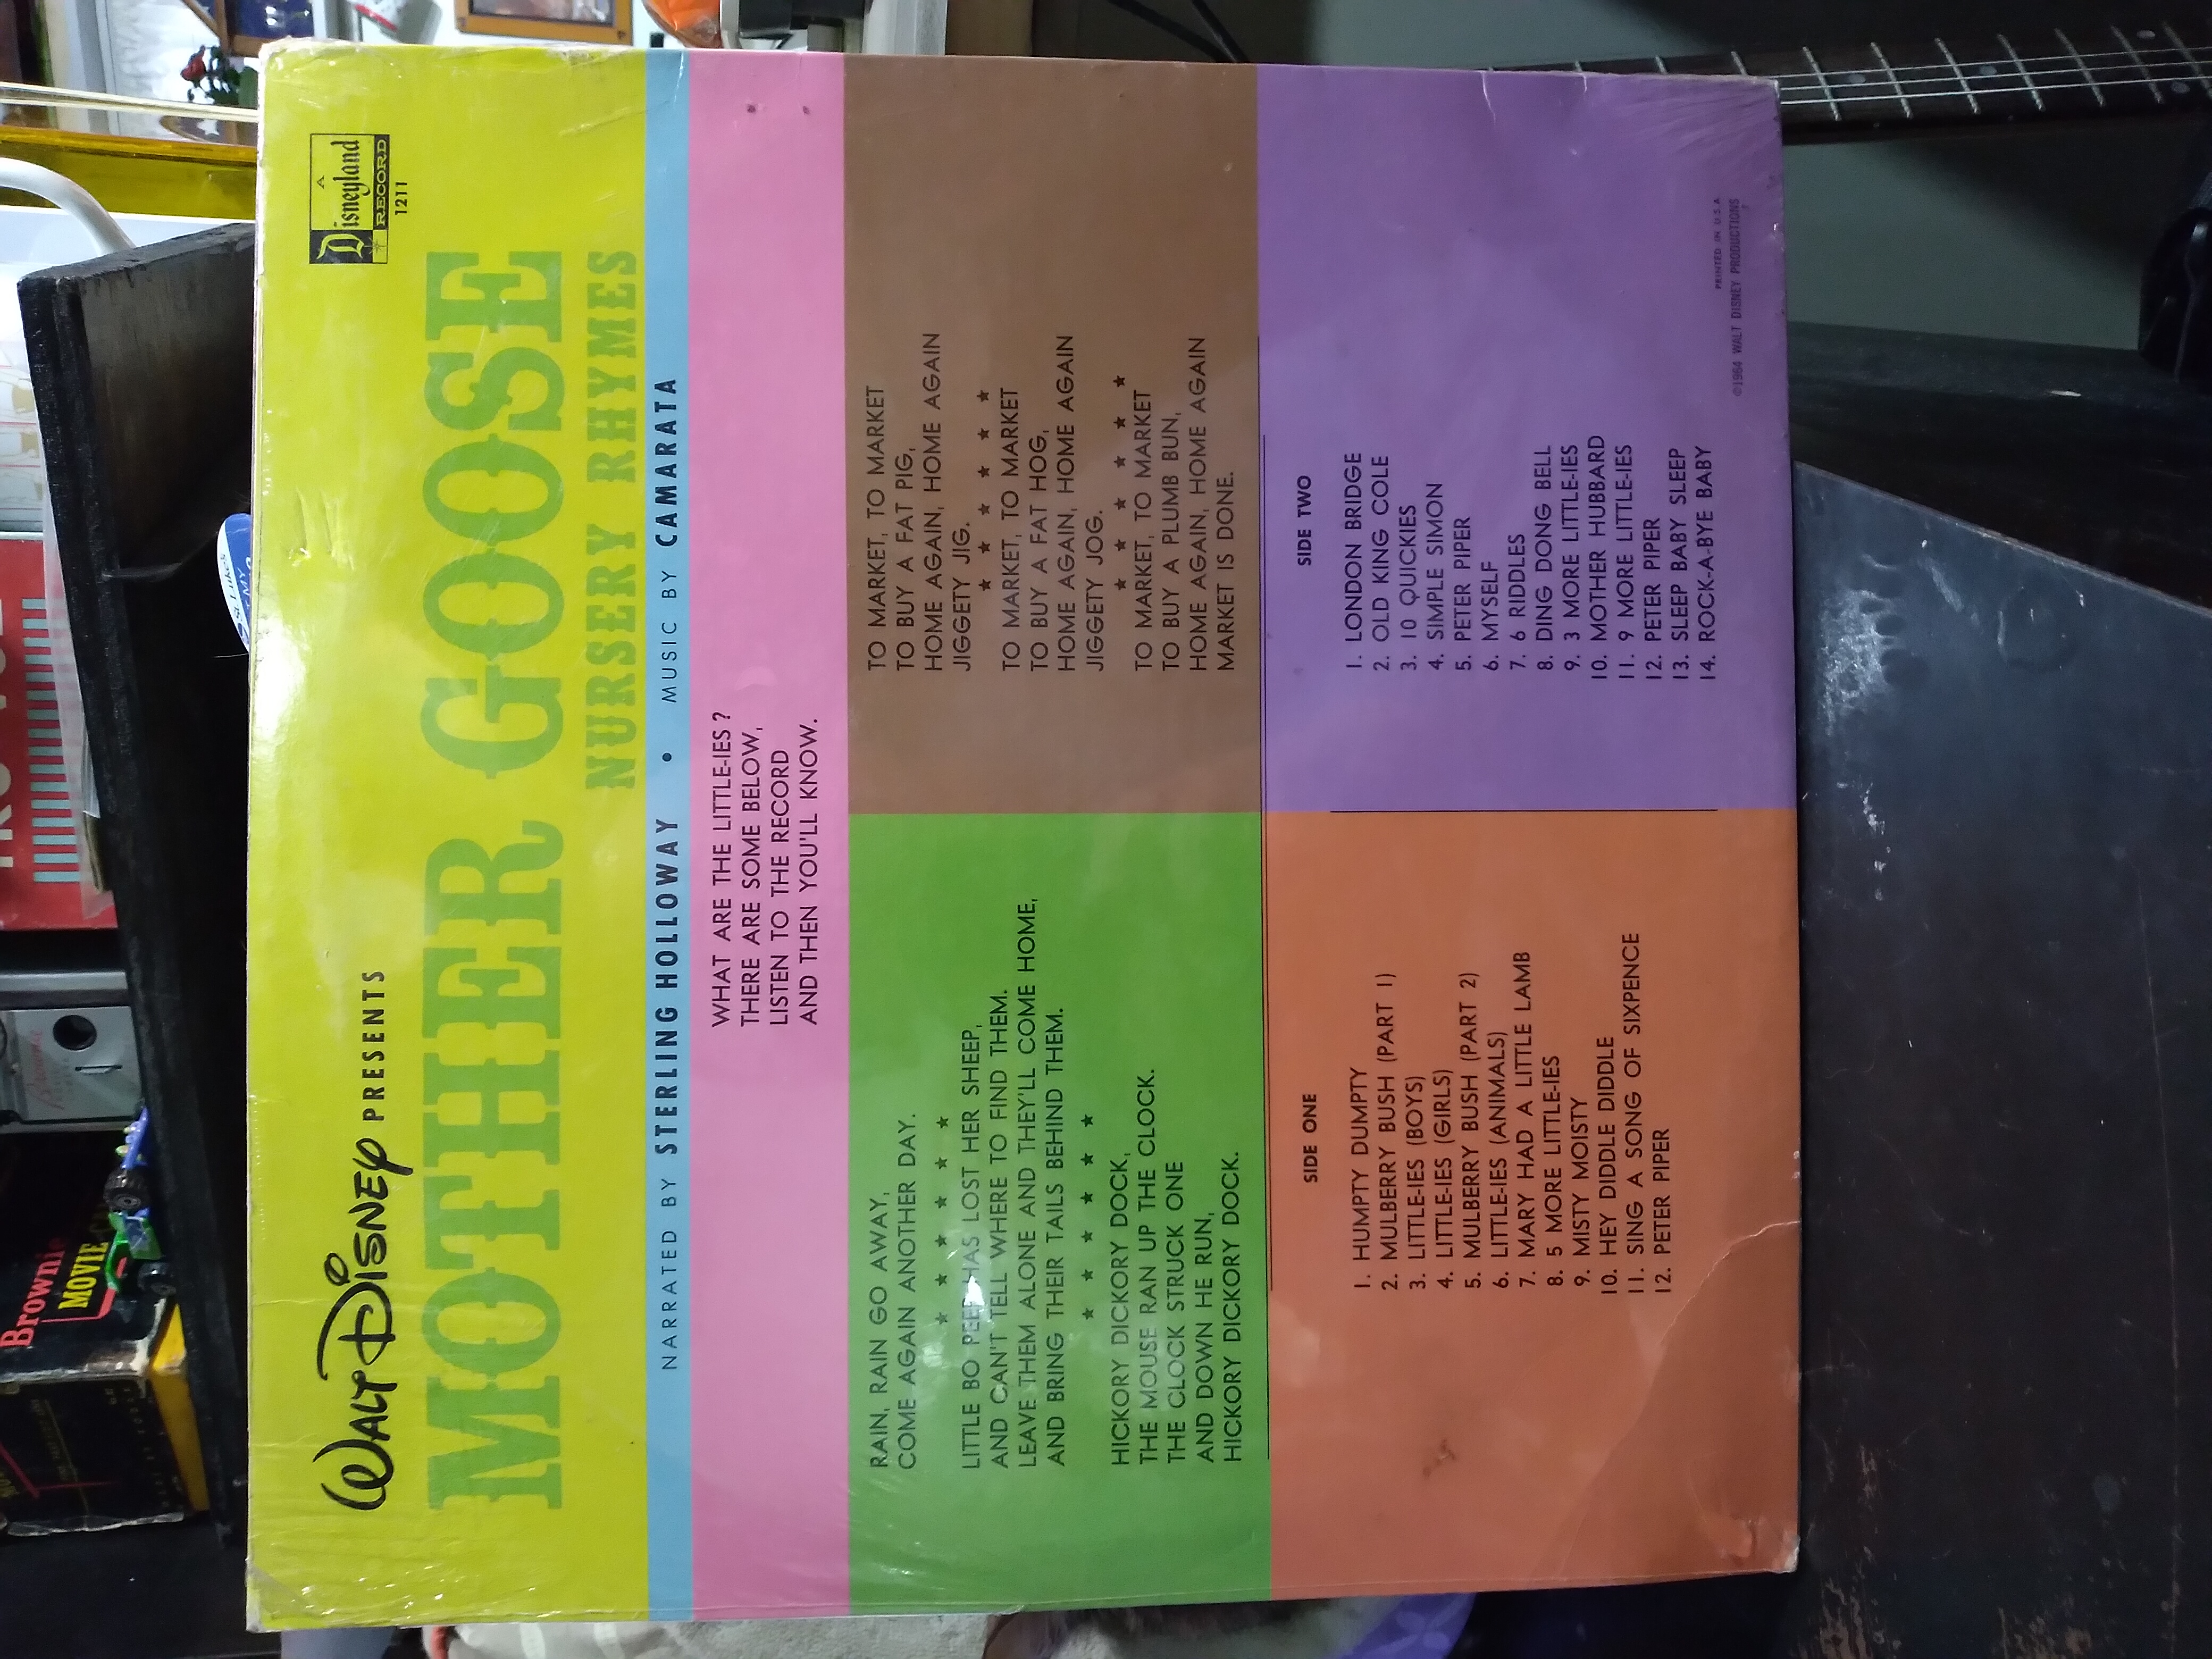 WALT DISNEY PRESENTS
A
Disneyland
RECORD
1211
MOTHER GOOSE
NURSERY RHYMES
NARRATED BY STERLING HOLLOWAY • MUSIC BY CAMARATA
WHAT ARE THE LITTLE-IES?
THERE ARE SOME BELOW,
LISTEN TO THE RECORD
AND THEN YOU'LL KNOW.
RAIN, RAIN GO AWAY,
COME AGAIN ANOTHER DAY.
★ ★ ★ ★ ★ ★
LITTLE BO PEEP HAS LOST HER SHEEP,
AND CAN'T TELL WHERE TO FIND THEM.
LEAVE THEM ALONE AND THEY'LL COME HOME,
AND BRING THEIR TAILS BEHIND THEM.
★ ★ ★ ★ ★ ★
HICKORY DICKORY DOCK,
THE MOUSE RAN UP THE CLOCK.
THE CLOCK STRUCK ONE
AND DOWN HE RUN,
HICKORY DICKORY DOCK.
TO MARKET, TO MARKET
TO BUY A FAT PIG,
HOME AGAIN, HOME AGAIN
JIGGETY JIG.
★ ★ ★ ★ ★ ★
TO MARKET, TO MARKET
TO BUY A FAT HOG,
HOME AGAIN, HOME AGAIN
JIGGETY JOG.
★ ★ ★ ★ ★ ★
TO MARKET, TO MARKET
TO BUY A PLUMB BUN,
HOME AGAIN, HOME AGAIN
MARKET IS DONE.
SIDE ONE
1. HUMPTY DUMPTY
2. MULBERRY BUSH (PART 1)
3. LITTLE-IES (BOYS)
4. LITTLE-IES (GIRLS)
5. MULBERRY BUSH (PART 2)
6. LITTLE-IES (ANIMALS)
7. MARY HAD A LITTLE LAMB
8. 5 MORE LITTLE-IES
9. MISTY MOISTY
10. HEY DIDDLE DIDDLE
11. SING A SONG OF SIXPENCE
12. PETER PIPER
SIDE TWO
1. LONDON BRIDGE
2. OLD KING COLE
3. 10 QUICKIES
4. SIMPLE SIMON
5. PETER PIPER
6. MYSELF
7. 6 RIDDLES
8. DING DONG BELL
9. 3 MORE LITTLE-IES
10. MOTHER HUBBARD
11. 9 MORE LITTLE-IES
12. PETER PIPER
13. SLEEP BABY SLEEP
14. ROCK-A-BYE BABY
PRINTED IN U.S.A.
©1964 WALT DISNEY PRODUCTIONS
Brownie
MOVIE